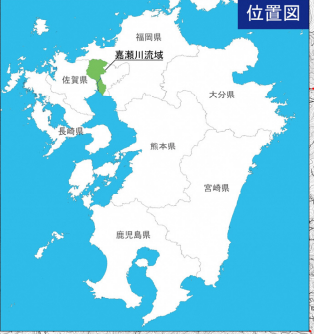 位置図
福岡県
嘉瀬川流域
佐賀県
大分県
長崎県
熊本県
宮崎県
鹿児島県